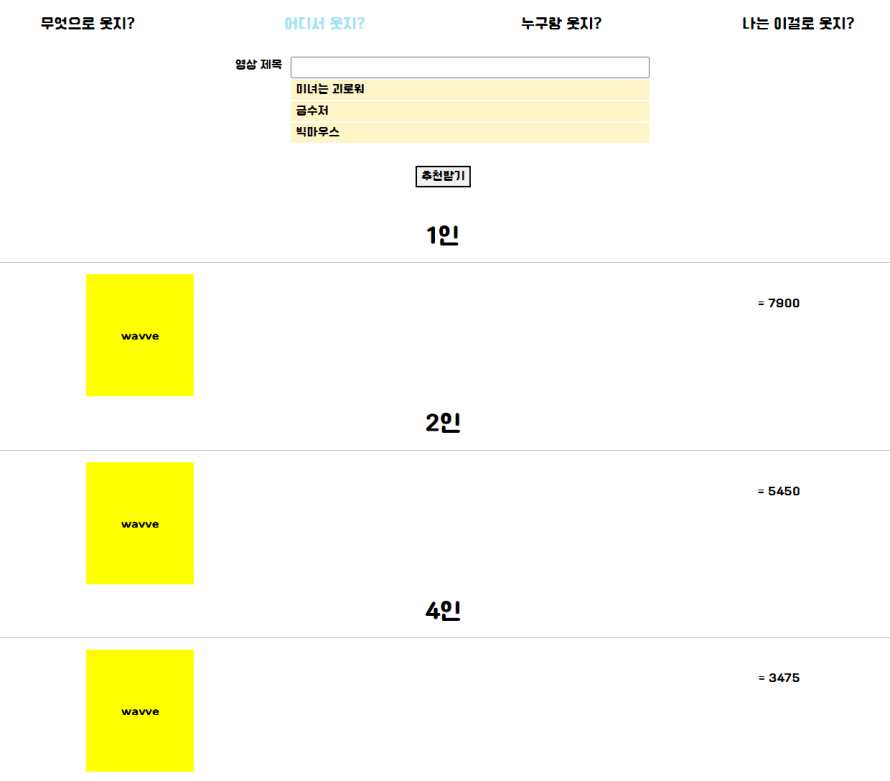 무엇으로 웃지? 어디서 웃지? 누구랑 웃지? 나는 이걸로 웃지?
영상 제목
미녀는 괴로워
금수저
빅마우스
추천받기
1인
wavve = 7900
2인
wavve = 5450
4인
wavve = 3475